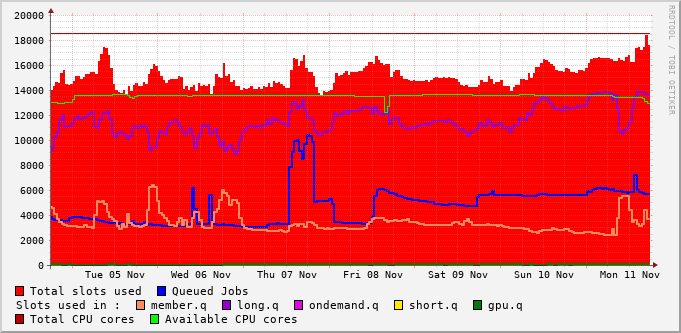 20000
18000
16000
14000
12000
10000
8000
6000
4000
2000
0
Tue 05 Nov Wed 06 Nov Thu 07 Nov Fri 08 Nov Sat 09 Nov Sun 10 Nov Mon 11 Nov
RRDTOOL / TOBI OETIKER
Total slots used Queued Jobs
Slots used in : member.q long.q ondemand.q short.q gpu.q
Total CPU cores Available CPU cores